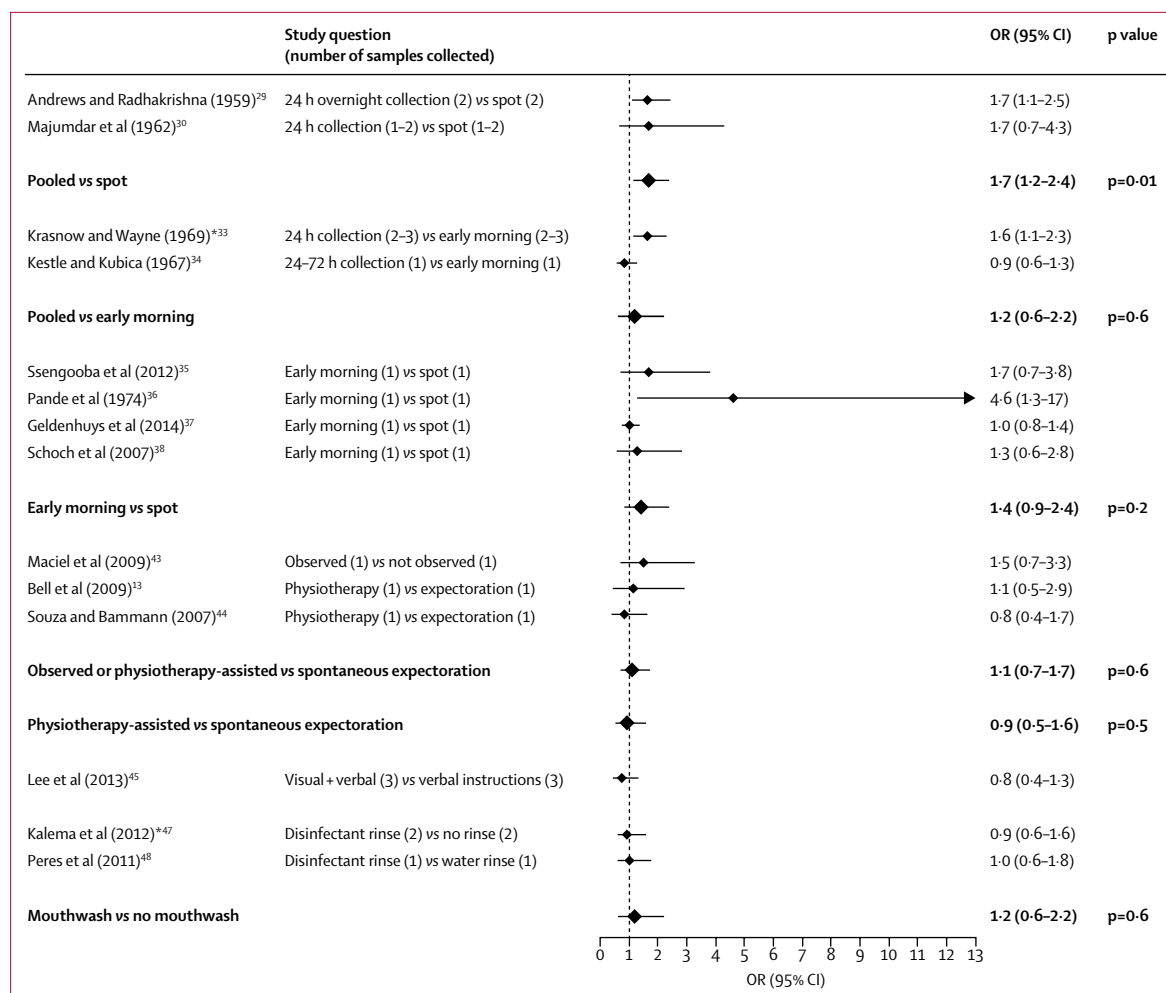 Study question OR (95% CI) p value
(number of samples collected)
Andrews and Radhakrishna (1959)²⁹ 24 h overnight collection (2) vs spot (2) 1·7 (1·1–2·5)
Majumdar et al (1962)³⁰ 24 h collection (1–2) vs spot (1–2) 1·7 (0·7–4·3)
Pooled vs spot 1·7 (1·2–2·4) p=0·01
Krasnow and Wayne (1969)*³³ 24 h collection (2–3) vs early morning (2–3) 1·6 (1·1–2·3)
Kestle and Kubica (1967)³⁴ 24–72 h collection (1) vs early morning (1) 0·9 (0·6–1·3)
Pooled vs early morning 1·2 (0·6–2·2) p=0·6
Ssengooba et al (2012)³⁵ Early morning (1) vs spot (1) 1·7 (0·7–3·8)
Pande et al (1974)³⁶ Early morning (1) vs spot (1) 4·6 (1·3–17)
Geldenhuys et al (2014)³⁷ Early morning (1) vs spot (1) 1·0 (0·8–1·4)
Schoch et al (2007)³⁸ Early morning (1) vs spot (1) 1·3 (0·6–2·8)
Early morning vs spot 1·4 (0·9–2·4) p=0·2
Maciel et al (2009)⁴³ Observed (1) vs not observed (1) 1·5 (0·7–3·3)
Bell et al (2009)¹³ Physiotherapy (1) vs expectoration (1) 1·1 (0·5–2·9)
Souza and Bammann (2007)⁴⁴ Physiotherapy (1) vs expectoration (1) 0·8 (0·4–1·7)
Observed or physiotherapy-assisted vs spontaneous expectoration 1·1 (0·7–1·7) p=0·6
Physiotherapy-assisted vs spontaneous expectoration 0·9 (0·5–1·6) p=0·5
Lee et al (2013)⁴⁵ Visual + verbal (3) vs verbal instructions (3) 0·8 (0·4–1·3)
Kalema et al (2012)*⁴⁷ Disinfectant rinse (2) vs no rinse (2) 0·9 (0·6–1·6)
Peres et al (2011)⁴⁸ Disinfectant rinse (1) vs water rinse (1) 1·0 (0·6–1·8)
Mouthwash vs no mouthwash 1·2 (0·6–2·2) p=0·6
0 1 2 3 4 5 6 7 8 9 10 11 12 13
OR (95% CI)